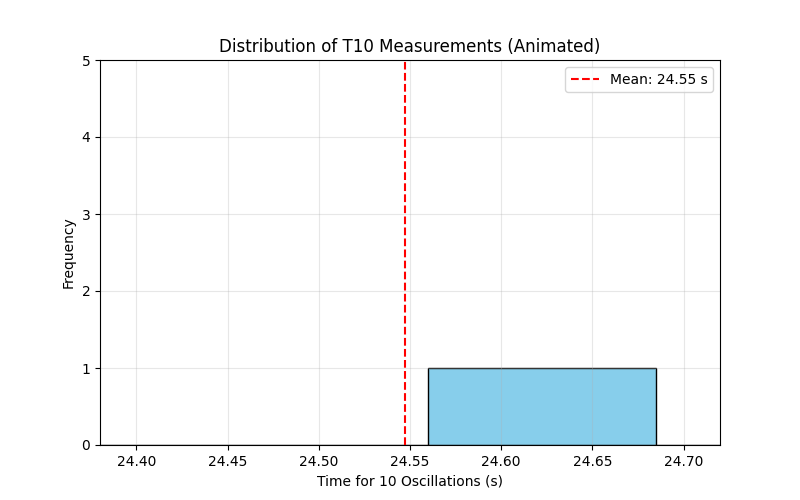 Distribution of T10 Measurements (Animated)
Mean: 24.55 s
Frequency
5
4
3
2
1
0
24.40 24.45 24.50 24.55 24.60 24.65 24.70
Time for 10 Oscillations (s)